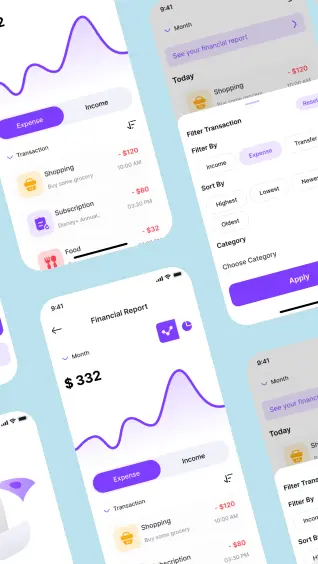 2
Expense
Income
Transaction
Shopping
- $120
Buy some grocery
10:00 AM
Subscription
- $80
Disney+ Annual..
03:30 PM
Food
- $32
9:41
Month
See your financial report
Today
Shopping
- $120
Filter Transaction
Reset
Filter By
Income
Expense
Transfer
Sort By
Highest
Lowest
Newest
Oldest
Category
Choose Category
Apply
9:41
Financial Report
Month
$ 332
Expense
Income
Transaction
Shopping
- $120
Buy some grocery
10:00 AM
- $80
03:30 PM
9:41
Month
See your financial
Today
Filter Trans
Filter By
Income
Sort By